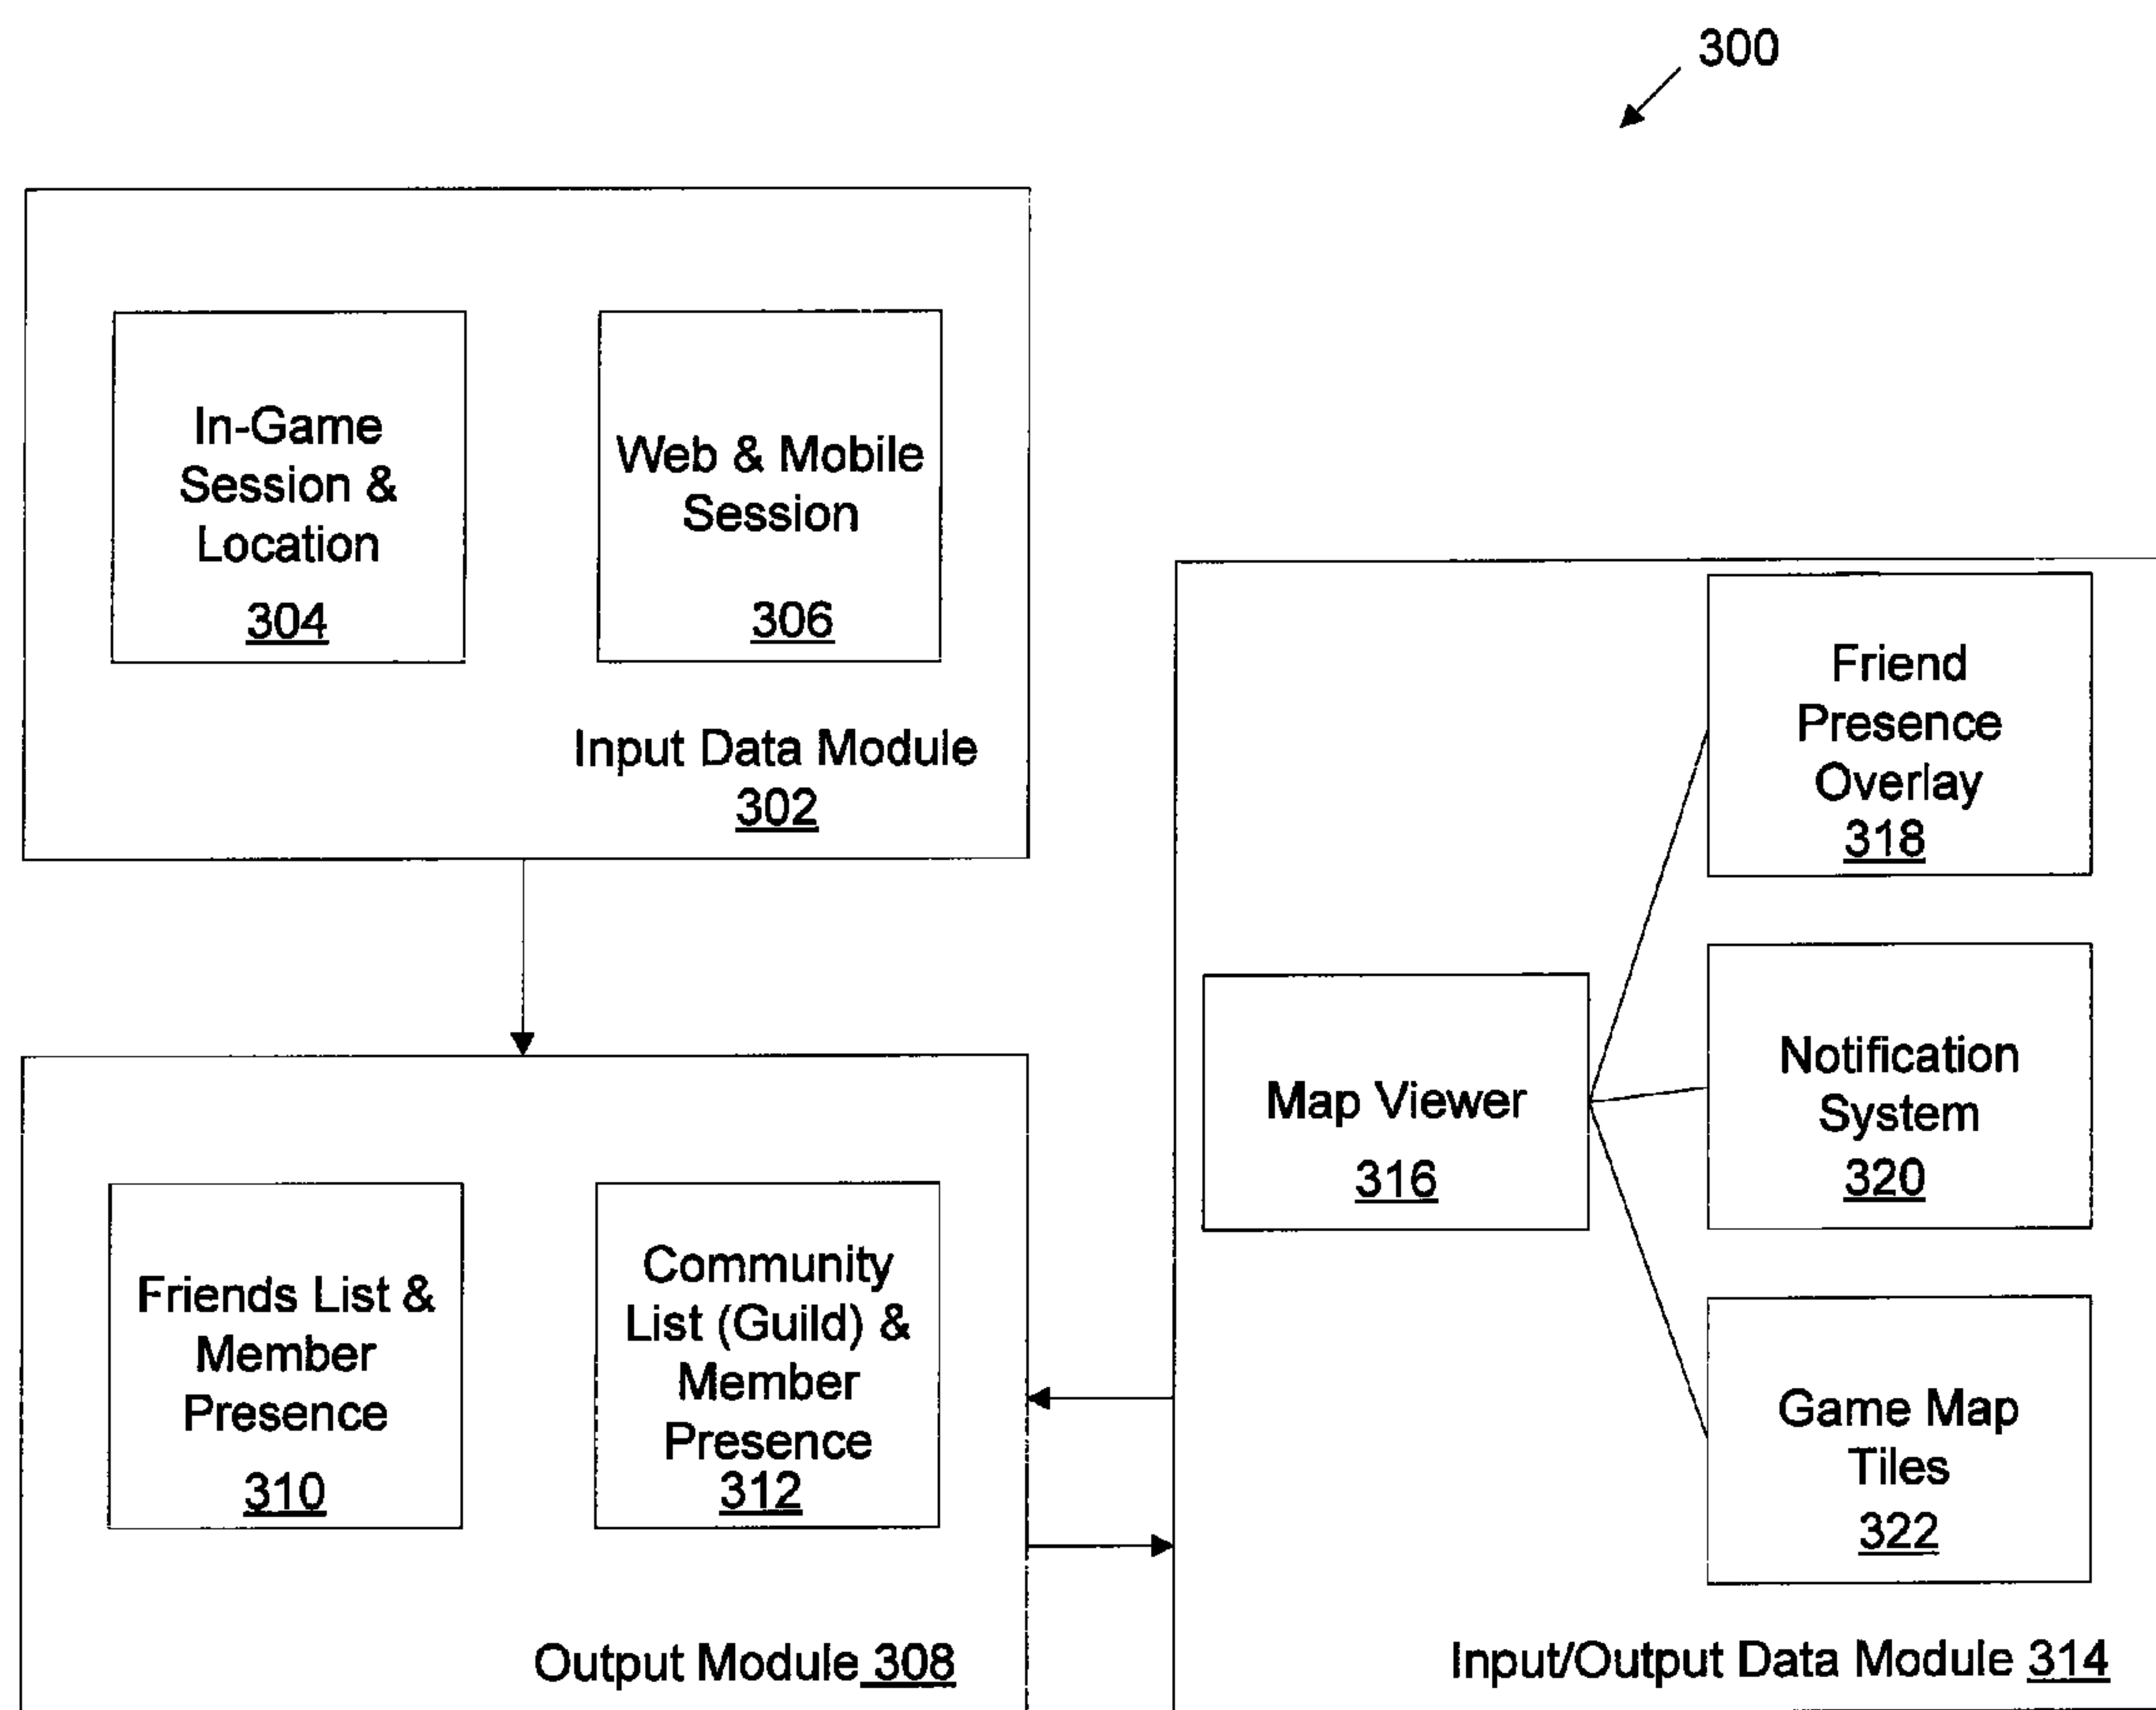 300
In-Game
Session &
Location
304
Web & Mobile
Session
306
Input Data Module
302
Friends List &
Member
Presence
310
Community
List (Guild) &
Member
Presence
312
Output Module 308
Map Viewer
316
Friend
Presence
Overlay
318
Notification
System
320
Game Map
Tiles
322
Input/Output Data Module 314